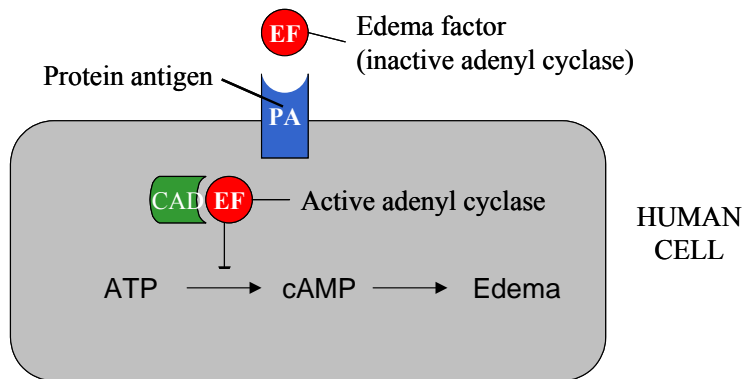 EF
Edema factor
(inactive adenyl cyclase)
Protein antigen
PA
CAD
EF
Active adenyl cyclase
HUMAN
CELL
ATP
cAMP
Edema